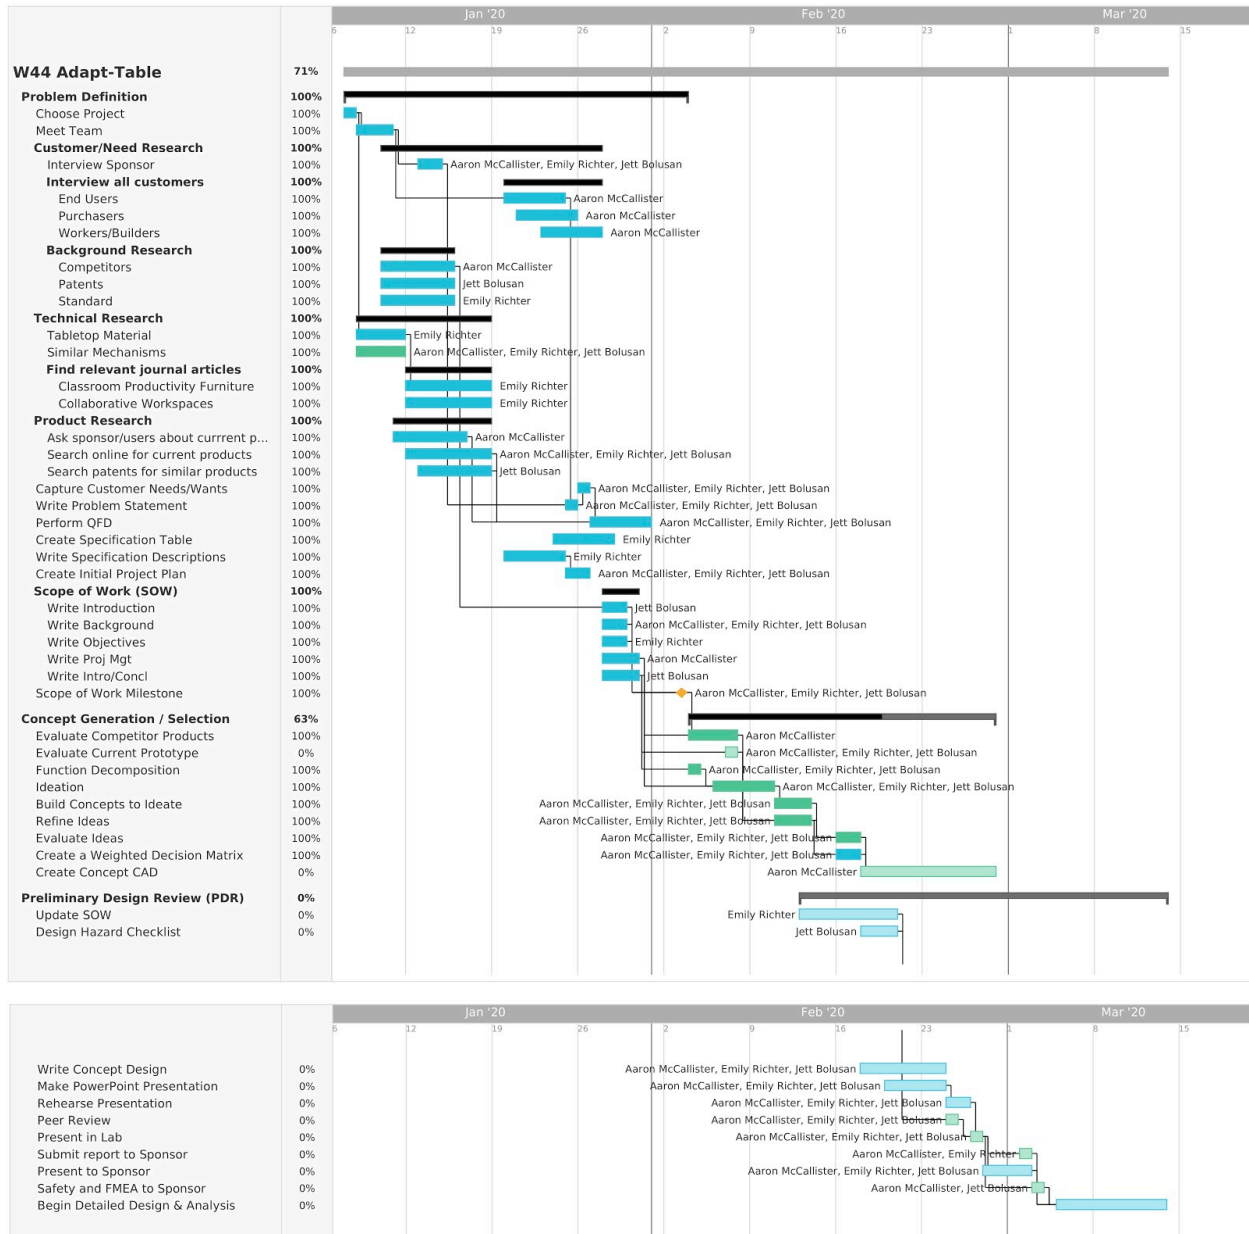 Jan '20 Feb '20 Mar '20
6 12 19 26 2 9 16 23 1 8 15
W44 Adapt-Table 71%
Problem Definition 100%
Choose Project 100%
Meet Team 100%
Customer/Need Research 100%
Interview Sponsor 100% Aaron McCallister, Emily Richter, Jett Bolusan
Interview all customers 100%
End Users 100% Aaron McCallister
Purchasers 100% Aaron McCallister
Workers/Builders 100% Aaron McCallister
Background Research 100%
Competitors 100% Aaron McCallister
Patents 100% Jett Bolusan
Standard 100% Emily Richter
Technical Research 100%
Tabletop Material 100% Emily Richter
Similar Mechanisms 100% Aaron McCallister, Emily Richter, Jett Bolusan
Find relevant journal articles 100%
Classroom Productivity Furniture 100% Emily Richter
Collaborative Workspaces 100% Emily Richter
Product Research 100%
Ask sponsor/users about currrent p... 100% Aaron McCallister
Search online for current products 100% Aaron McCallister, Emily Richter, Jett Bolusan
Search patents for similar products 100% Jett Bolusan
Capture Customer Needs/Wants 100% Aaron McCallister, Emily Richter, Jett Bolusan
Write Problem Statement 100% Aaron McCallister, Emily Richter, Jett Bolusan
Perform QFD 100% Aaron McCallister, Emily Richter, Jett Bolusan
Create Specification Table 100% Emily Richter
Write Specification Descriptions 100% Emily Richter
Create Initial Project Plan 100% Aaron McCallister, Emily Richter, Jett Bolusan
Scope of Work (SOW) 100%
Write Introduction 100% Jett Bolusan
Write Background 100% Aaron McCallister, Emily Richter, Jett Bolusan
Write Objectives 100% Emily Richter
Write Proj Mgt 100% Aaron McCallister
Write Intro/Concl 100% Jett Bolusan
Scope of Work Milestone 100% Aaron McCallister, Emily Richter, Jett Bolusan
Concept Generation / Selection 63%
Evaluate Competitor Products 100% Aaron McCallister
Evaluate Current Prototype 0% Aaron McCallister, Emily Richter, Jett Bolusan
Function Decomposition 100% Aaron McCallister, Emily Richter, Jett Bolusan
Ideation 100% Aaron McCallister, Emily Richter, Jett Bolusan
Build Concepts to Ideate 100% Aaron McCallister, Emily Richter, Jett Bolusan
Refine Ideas 100% Aaron McCallister, Emily Richter, Jett Bolusan
Evaluate Ideas 100% Aaron McCallister, Emily Richter, Jett Bolusan
Create a Weighted Decision Matrix 100% Aaron McCallister, Emily Richter, Jett Bolusan
Create Concept CAD 0% Aaron McCallister
Preliminary Design Review (PDR) 0%
Update SOW 0% Emily Richter
Design Hazard Checklist 0% Jett Bolusan
Jan '20 Feb '20 Mar '20
6 12 19 26 2 9 16 23 1 8 15
Write Concept Design 0% Aaron McCallister, Emily Richter, Jett Bolusan
Make PowerPoint Presentation 0% Aaron McCallister, Emily Richter, Jett Bolusan
Rehearse Presentation 0% Aaron McCallister, Emily Richter, Jett Bolusan
Peer Review 0% Aaron McCallister, Emily Richter, Jett Bolusan
Present in Lab 0% Aaron McCallister, Emily Richter, Jett Bolusan
Submit report to Sponsor 0% Aaron McCallister, Emily Richter
Present to Sponsor 0% Aaron McCallister, Emily Richter, Jett Bolusan
Safety and FMEA to Sponsor 0% Aaron McCallister, Jett Bolusan
Begin Detailed Design & Analysis 0%